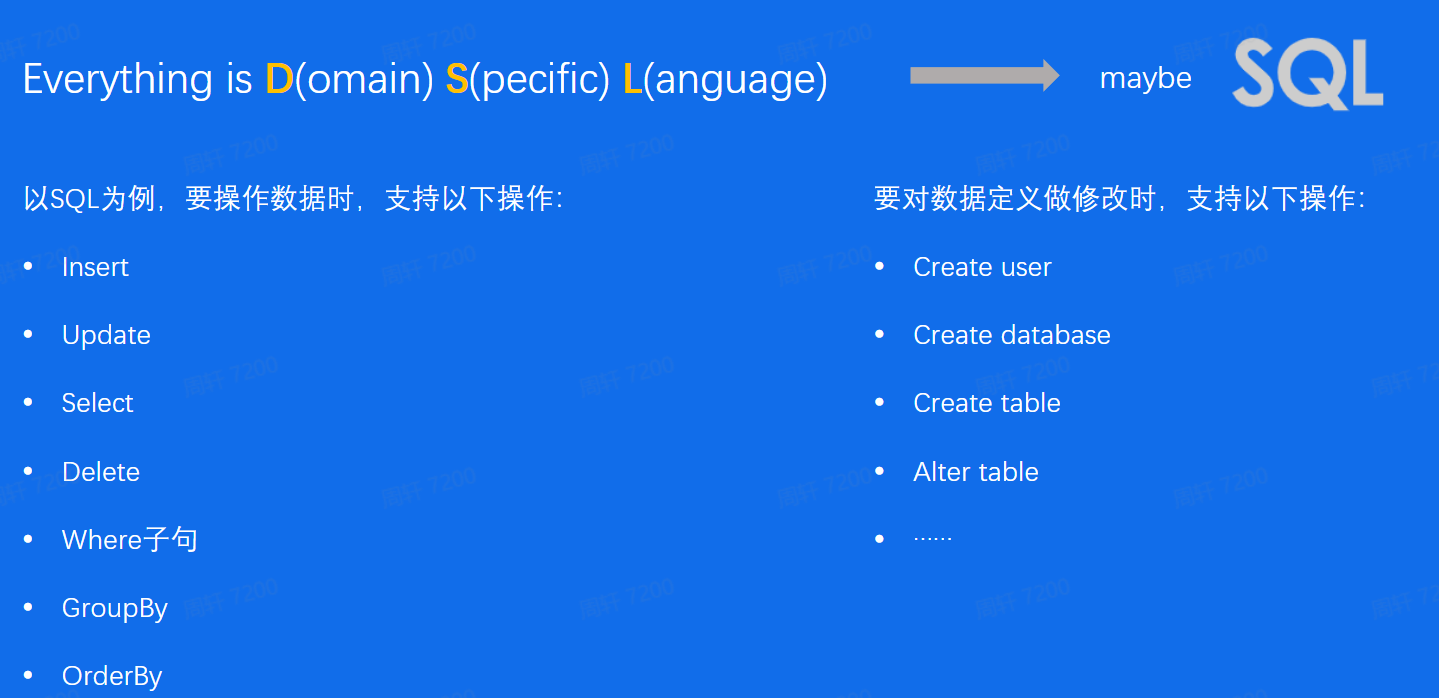 Everything is D(omain) S(pecific) L(anguage)
maybe
SQL
以SQL为例，要操作数据时，支持以下操作：
• Insert
• Update
• Select
• Delete
• Where子句
• GroupBy
• OrderBy
要对数据定义做修改时，支持以下操作：
• Create user
• Create database
• Create table
• Alter table
• ……
周轩 7200